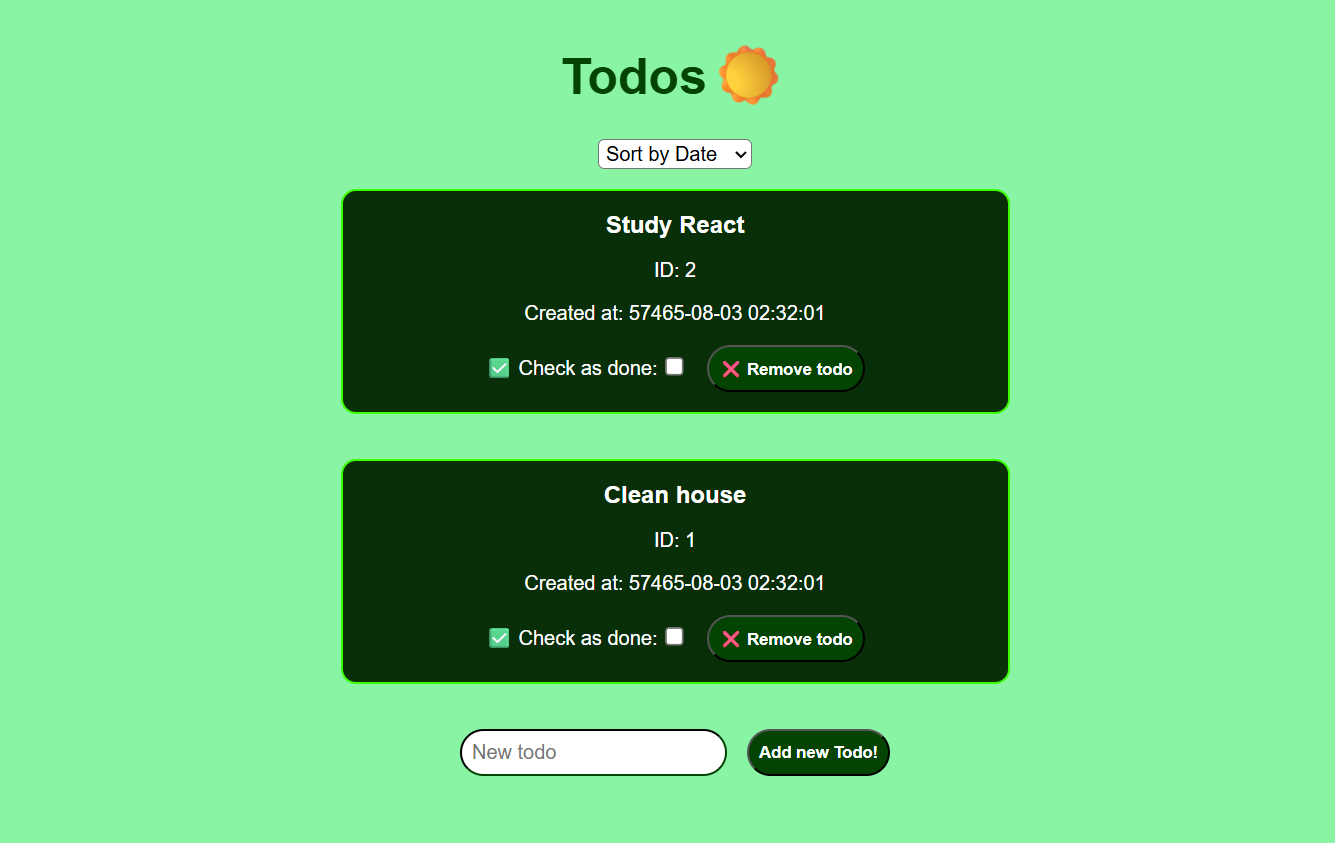 Todos
Sort by Date
Study React
ID: 2
Created at: 57465-08-03 02:32:01
✅ Check as done:
❌ Remove todo
Clean house
ID: 1
Created at: 57465-08-03 02:32:01
✅ Check as done:
❌ Remove todo
New todo
Add new Todo!